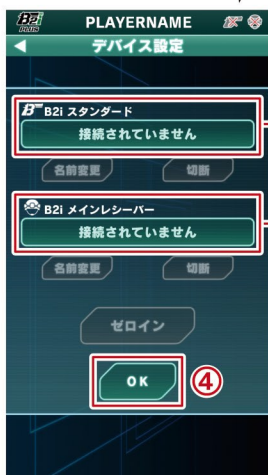 B2i
PLUS
PLAYERNAME
デバイス設定
B2i スタンダード
接続されていません
名前変更
切断
B2i メインレシーバー
接続されていません
名前変更
切断
ゼロイン
OK
④